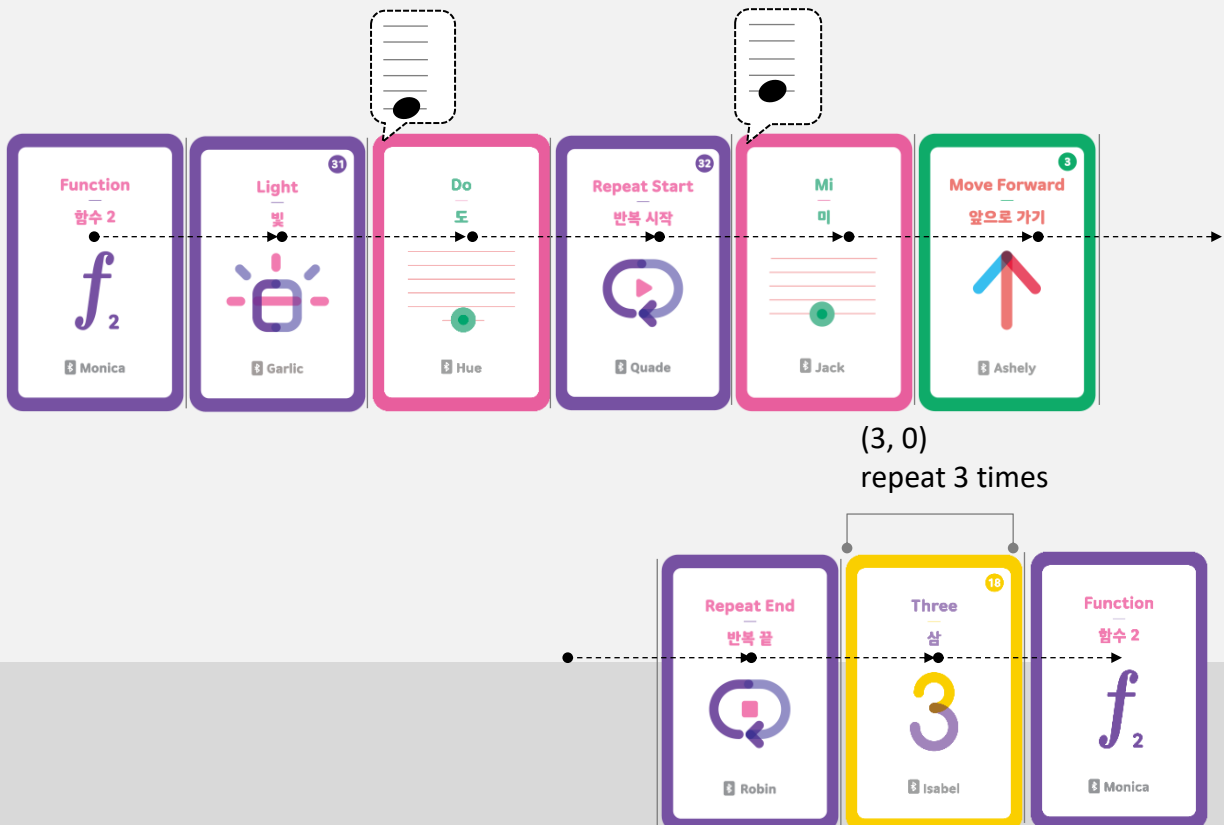 Function
함수 2
f 2
Monica
31
Light
빛
Garlic
Do
도
Hue
32
Repeat Start
반복 시작
Quade
Mi
미
Jack
3
Move Forward
앞으로 가기
Ashely
(3, 0)
repeat 3 times
Repeat End
반복 끝
Robin
18
Three
삼
3
Isabel
Function
함수 2
f 2
Monica